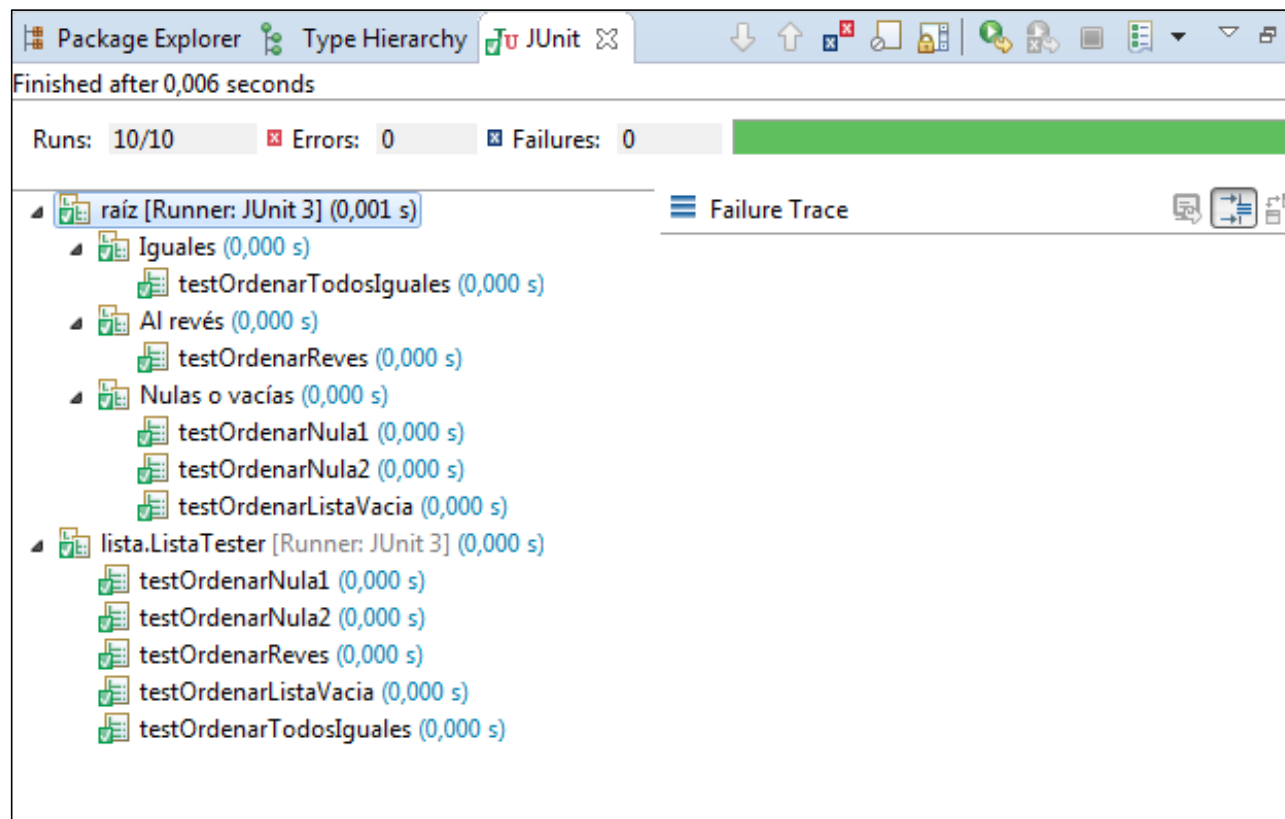 Package Explorer Type Hierarchy JUnit
Finished after 0,006 seconds
Runs: 10/10 Errors: 0 Failures: 0
raíz [Runner: JUnit 3] (0,001 s)
Failure Trace
Iguales (0,000 s)
testOrdenarTodosIguales (0,000 s)
Al revés (0,000 s)
testOrdenarReves (0,000 s)
Nulas o vacías (0,000 s)
testOrdenarNula1 (0,000 s)
testOrdenarNula2 (0,000 s)
testOrdenarListaVacia (0,000 s)
lista.ListaTester [Runner: JUnit 3] (0,000 s)
testOrdenarNula1 (0,000 s)
testOrdenarNula2 (0,000 s)
testOrdenarReves (0,000 s)
testOrdenarListaVacia (0,000 s)
testOrdenarTodosIguales (0,000 s)